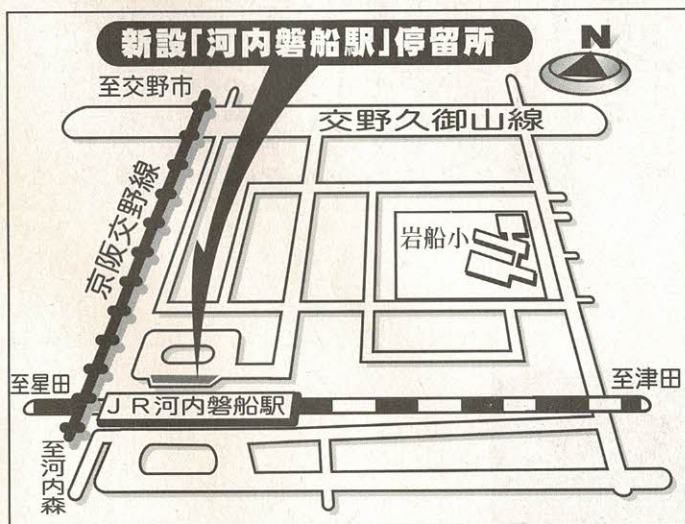 新設「河内磐船駅」停留所
N
至交野市
交野久御山線
京阪交野線
岩船小
至星田
JR河内磐船駅
至津田
至河内森